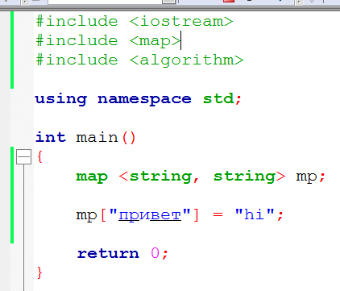 #include <iostream>
#include <map>
#include <algorithm>
using namespace std;
int main()
{
map <string, string> mp;
mp["привет"] = "hi";
return 0;
}